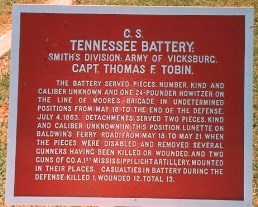 C. S.
TENNESSEE BATTERY;
SMITH'S DIVISION: ARMY OF VICKSBURG.
CAPT. THOMAS F. TOBIN.
THE BATTERY SERVED PIECES, NUMBER, KIND AND
CALIBER UNKNOWN AND ONE 24-POUNDER HOWITZER ON
THE LINE OF MOORE'S BRIGADE IN UNDETERMINED
POSITIONS FROM MAY 18 TO THE END OF THE DEFENSE,
JULY 4, 1863. DETACHMENTS SERVED TWO PIECES, KIND
AND CALIBER UNKNOWN IN THIS POSITION, LUNETTE ON
BALDWIN'S FERRY ROAD, FROM MAY 18 TO MAY 21, WHEN
THE PIECES WERE DISABLED AND REMOVED, SEVERAL
GUNNERS HAVING BEEN KILLED OR WOUNDED, AND TWO
GUNS OF CO. A, 1ST MISSISSIPPI LIGHT ARTILLERY, MOUNTED
IN THEIR PLACES. CASUALTIES IN BATTERY DURING THE
DEFENSE: KILLED 1, WOUNDED 12, TOTAL 13.